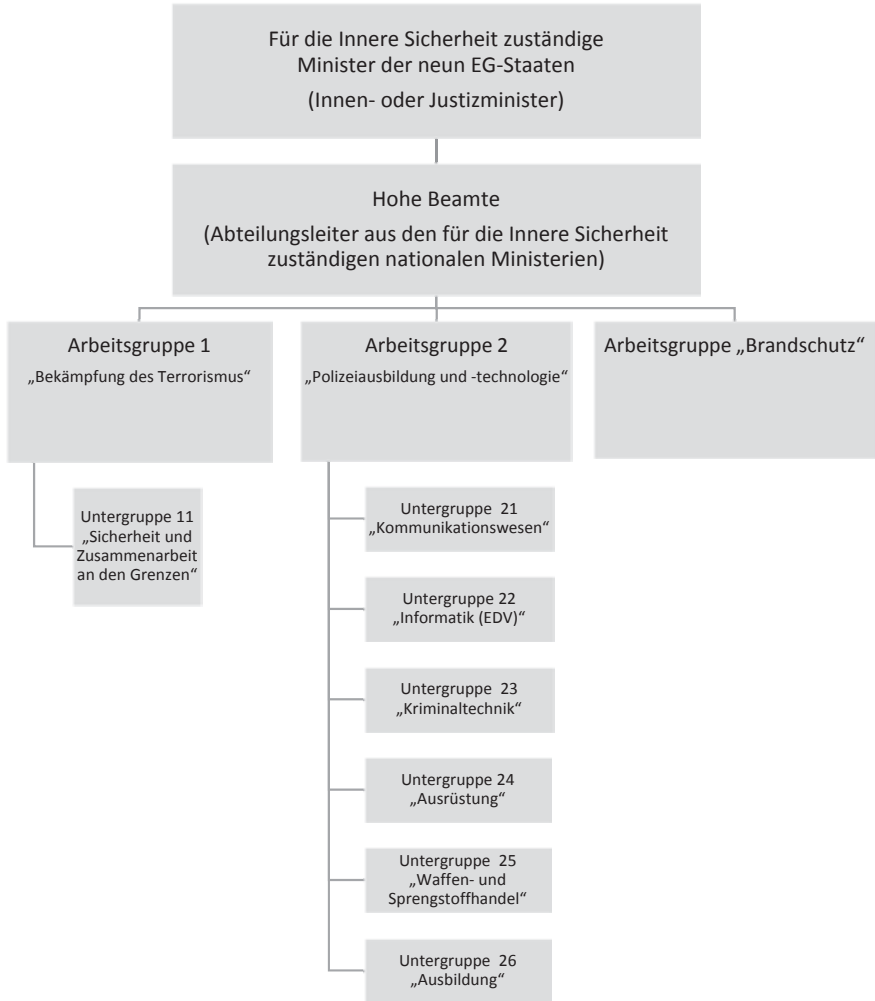 Für die Innere Sicherheit zuständige
Minister der neun EG-Staaten
(Innen- oder Justizminister)
Hohe Beamte
(Abteilungsleiter aus den für die Innere Sicherheit
zuständigen nationalen Ministerien)
Arbeitsgruppe 1
„Bekämpfung des Terrorismus“
Arbeitsgruppe 2
„Polizeiausbildung und -technologie“
Arbeitsgruppe „Brandschutz“
Untergruppe 11
„Sicherheit und
Zusammenarbeit
an den Grenzen“
Untergruppe 21
„Kommunikationswesen“
Untergruppe 22
„Informatik (EDV)“
Untergruppe 23
„Kriminaltechnik“
Untergruppe 24
„Ausrüstung“
Untergruppe 25
„Waffen- und
Sprengstoffhandel“
Untergruppe 26
„Ausbildung“